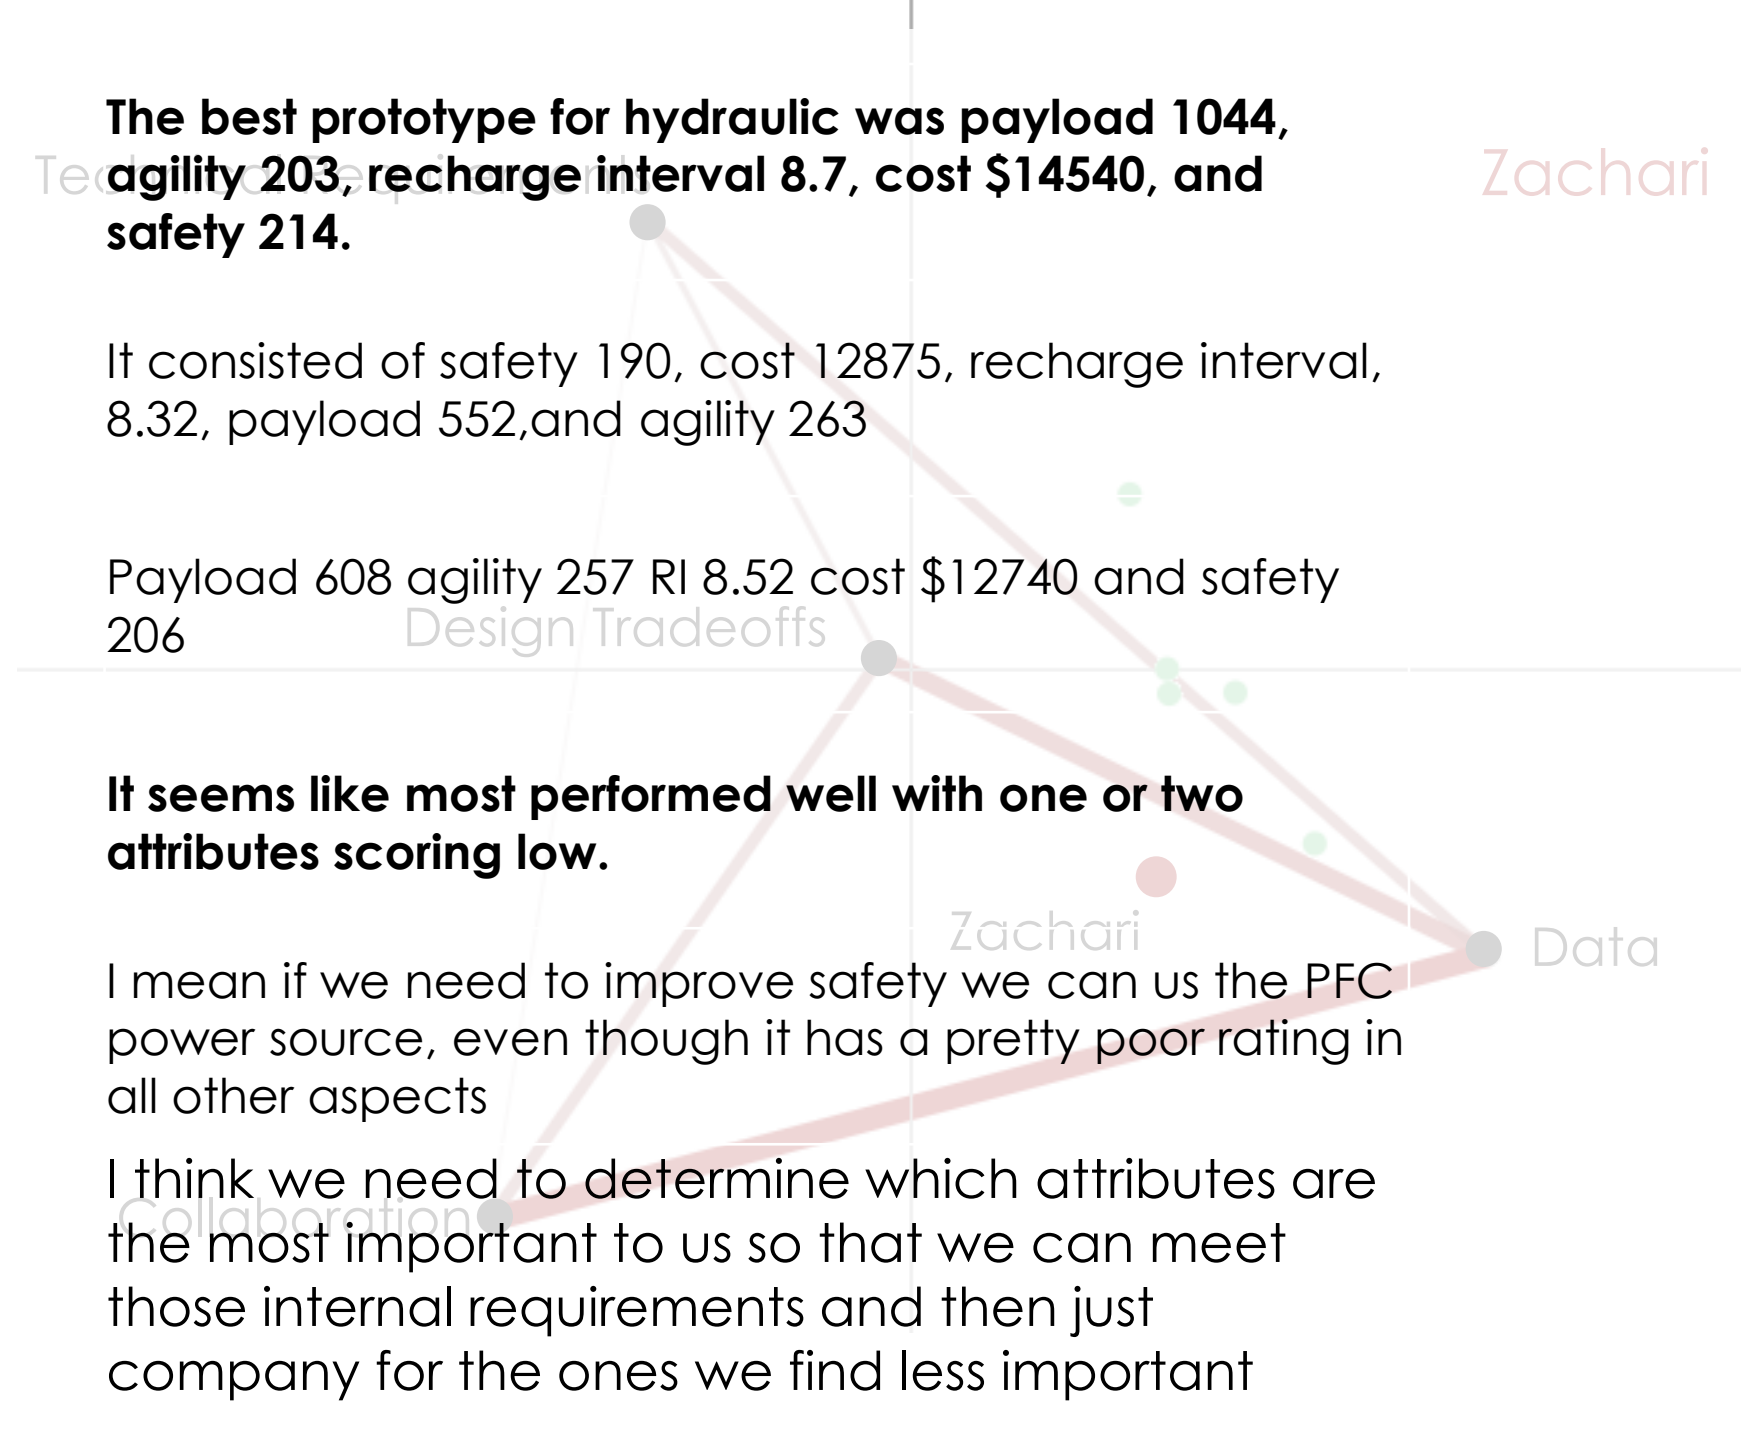 The best prototype for hydraulic was payload 1044,
Technical Requirements
agility 203, recharge interval 8.7, cost $14540, and
Zachari
safety 214.
It consisted of safety 190, cost 12875, recharge interval,
8.32, payload 552,and agility 263
Payload 608 agility 257 RI 8.52 cost $12740 and safety
206
Design Tradeoffs
It seems like most performed well with one or two
attributes scoring low.
Zachari
Data
I mean if we need to improve safety we can us the PFC
power source, even though it has a pretty poor rating in
all other aspects
I think we need to determine which attributes are
Collaboration
the most important to us so that we can meet
those internal requirements and then just
company for the ones we find less important